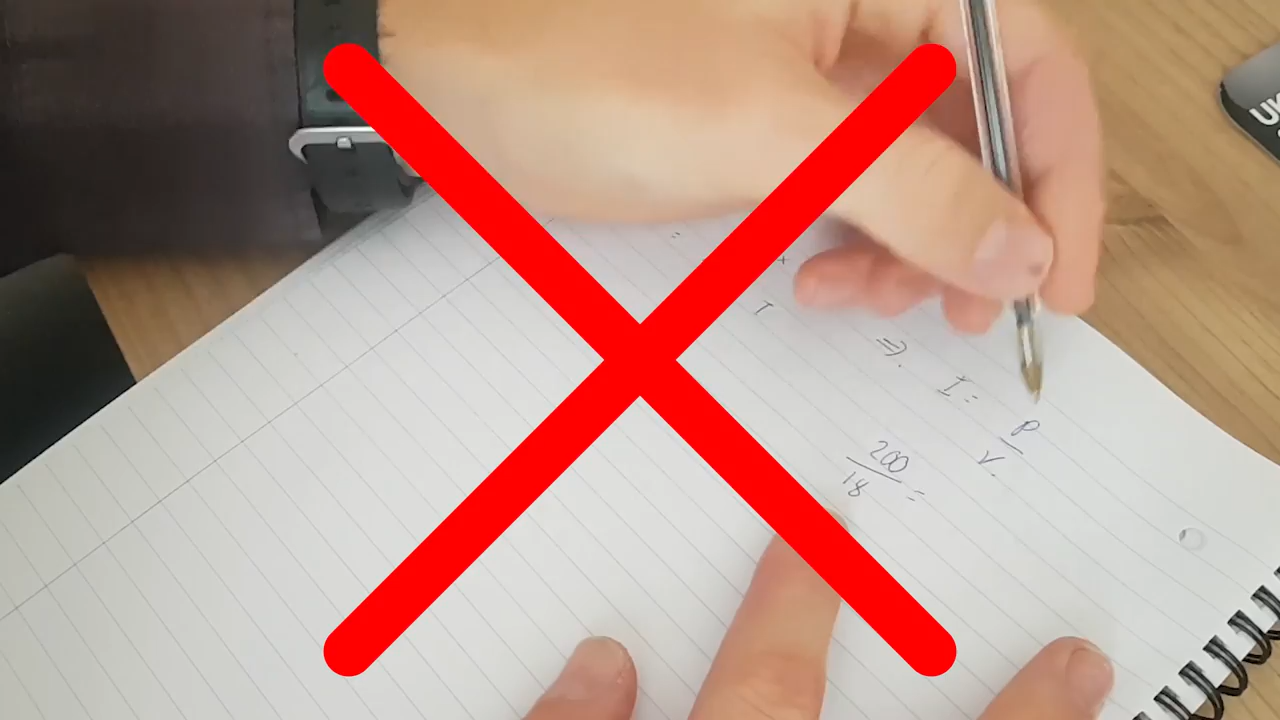 =
x
I
⇒ I = P
V.
200
18 =
UK